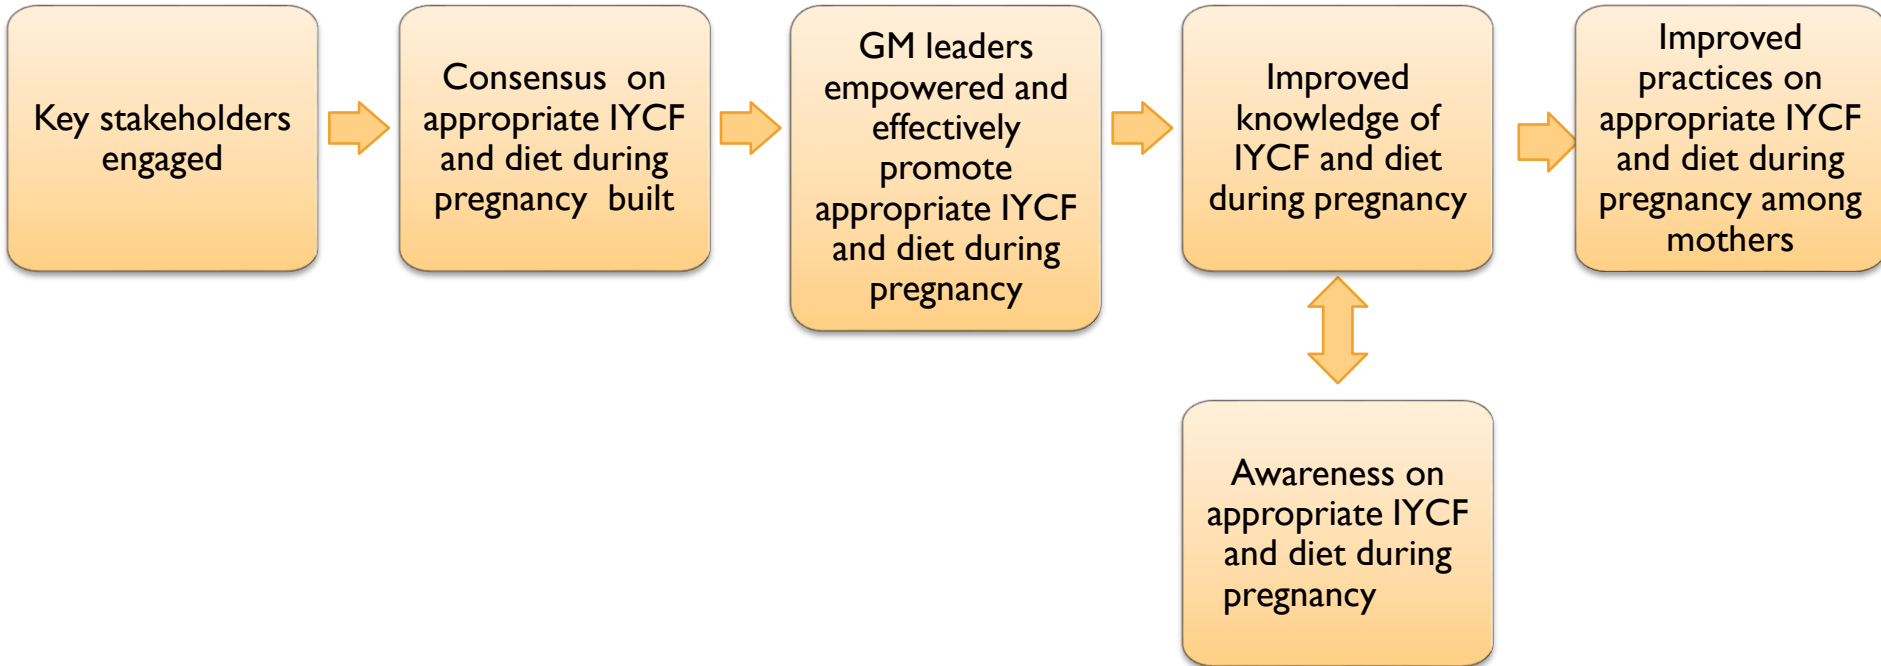 Key stakeholders
engaged
Consensus on
appropriate IYCF
and diet during
pregnancy built
GM leaders
empowered and
effectively
promote
appropriate IYCF
and diet during
pregnancy
Improved
knowledge of
IYCF and diet
during pregnancy
Improved
practices on
appropriate IYCF
and diet during
pregnancy among
mothers
Awareness on
appropriate IYCF
and diet during
pregnancy